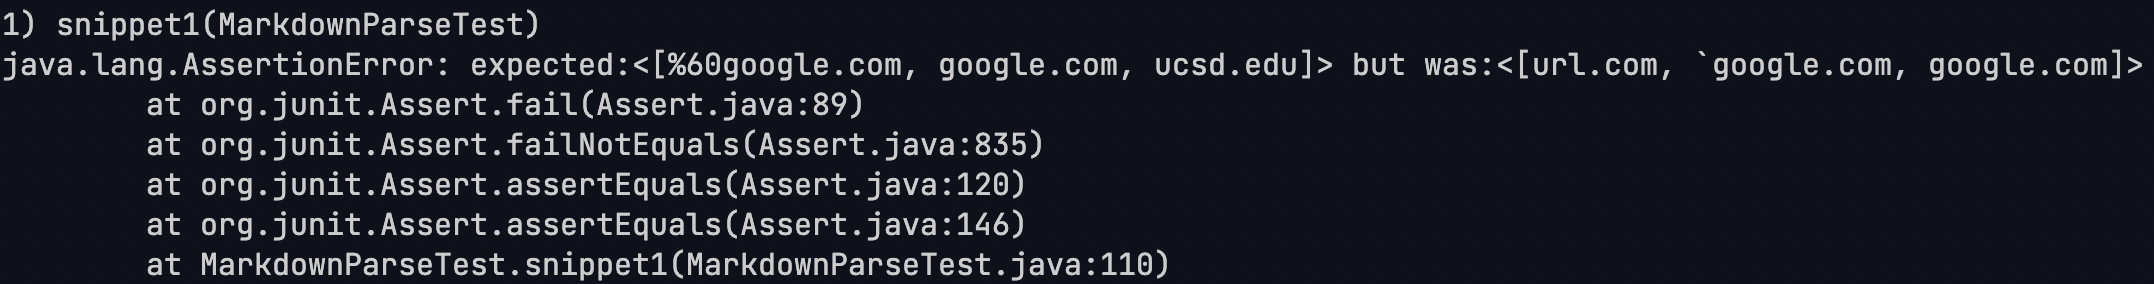 1) snippet1(MarkdownParseTest)
java.lang.AssertionError: expected:<[%60google.com, google.com, ucsd.edu]> but was:<[url.com, `google.com, google.com]>
        at org.junit.Assert.fail(Assert.java:89)
        at org.junit.Assert.failNotEquals(Assert.java:835)
        at org.junit.Assert.assertEquals(Assert.java:120)
        at org.junit.Assert.assertEquals(Assert.java:146)
        at MarkdownParseTest.snippet1(MarkdownParseTest.java:110)